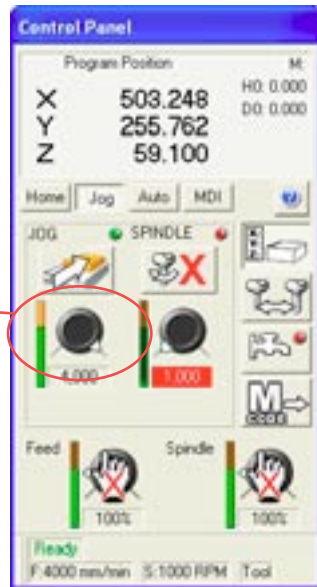 Control Panel
Program Position
M:
X 503.248
H0: 0.000
Y 255.762
D0: 0.000
Z 59.100
Home Jog Auto MDI
JOG SPINDLE
4,000 1.000
M
CODE
Feed Spindle
100% 100%
Ready
F:4000 mm/min S:1000 RPM Tool